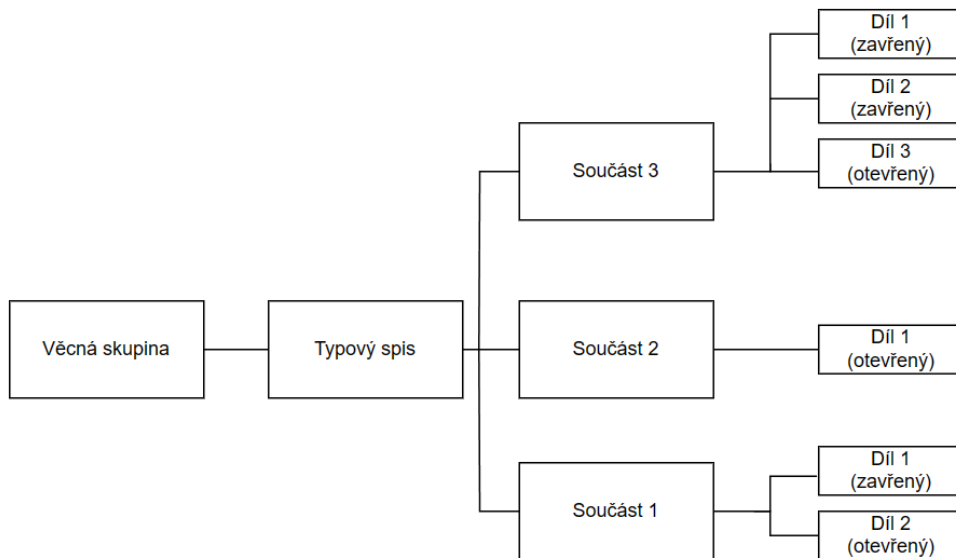 Díl 1
(zavřený)
Díl 2
(zavřený)
Součást 3
Díl 3
(otevřený)
Věcná skupina
Typový spis
Součást 2
Díl 1
(otevřený)
Díl 1
(zavřený)
Součást 1
Díl 2
(otevřený)